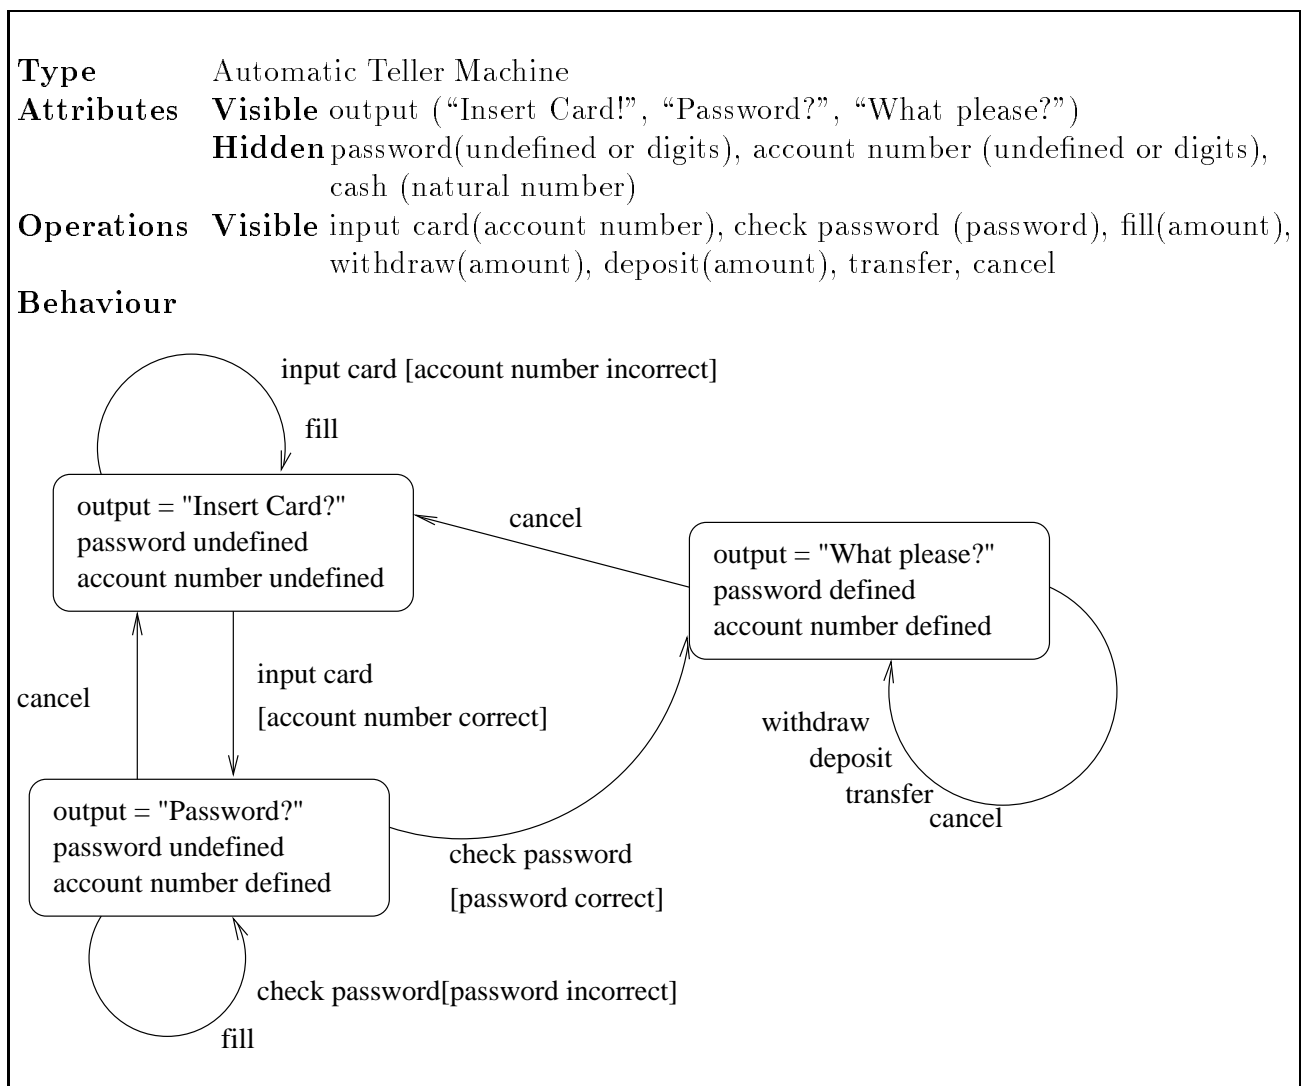 Type Automatic Teller Machine
Attributes Visible output (“Insert Card!”, “Password?”, “What please?”)
Hidden password(undefined or digits), account number (undefined or digits),
cash (natural number)
Operations Visible input card(account number), check password (password), fill(amount),
withdraw(amount), deposit(amount), transfer, cancel
Behaviour
input card [account number incorrect]
fill
output = "Insert Card?"
password undefined
account number undefined
cancel
output = "What please?"
password defined
account number defined
cancel
input card
[account number correct]
withdraw
deposit
transfer
cancel
output = "Password?"
password undefined
account number defined
check password
[password correct]
check password[password incorrect]
fill